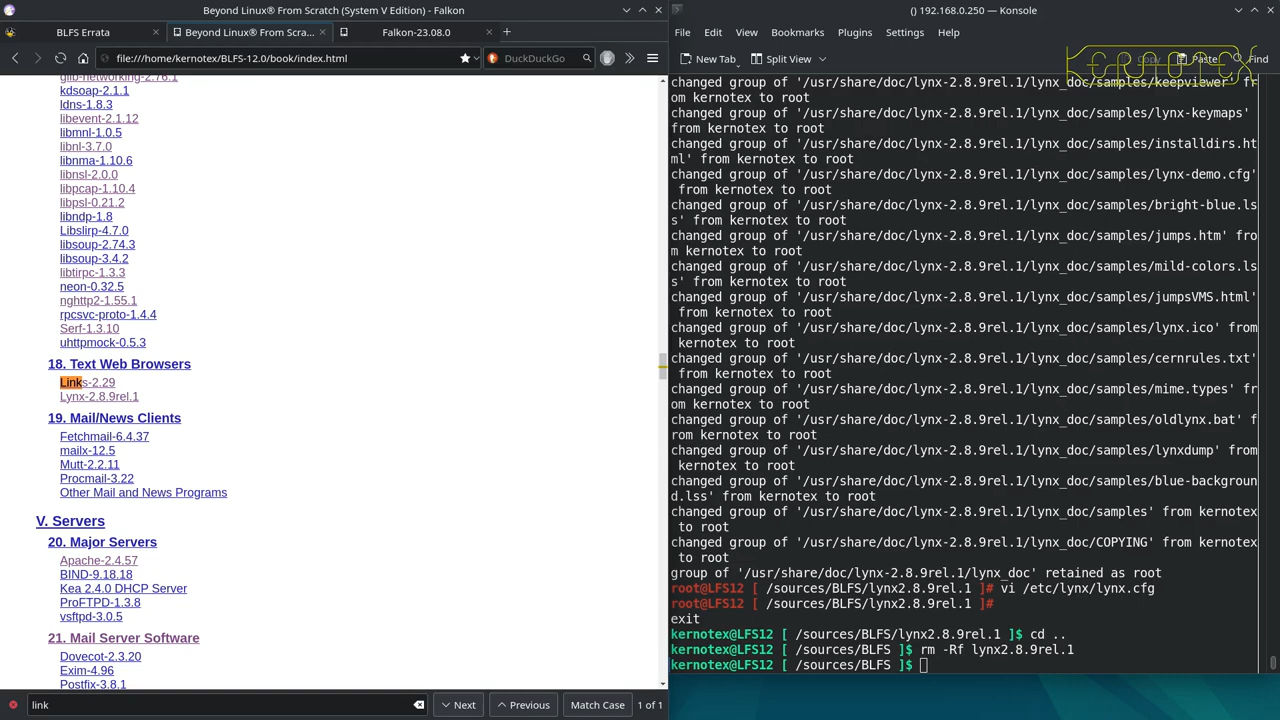 Beyond Linux® From Scratch (System V Edition) - Falkon
BLFS Errata
Beyond Linux® From Scratch (System V Edi...
Falkon-23.08.0
file:///home/kernotex/BLFS-12.0/book/index.html
DuckDuckGo
glib-networking-2.76.1
kdsoap-2.1.1
ldns-1.8.3
libevent-2.1.12
libmnl-1.0.5
libnl-3.7.0
libnma-1.10.6
libnsl-2.0.0
libpcap-1.10.4
libpsl-0.21.2
libndp-1.8
Libslirp-4.7.0
libsoup-2.74.3
libsoup-3.4.2
libtirpc-1.3.3
neon-0.32.5
nghttp2-1.55.1
rpcsvc-proto-1.4.4
Serf-1.3.10
uhttpmock-0.5.3
18. Text Web Browsers
Links-2.29
Lynx-2.8.9rel.1
19. Mail/News Clients
Fetchmail-6.4.37
mailx-12.5
Mutt-2.2.11
Procmail-3.22
Other Mail and News Programs
V. Servers
20. Major Servers
Apache-2.4.57
BIND-9.18.18
Kea 2.4.0 DHCP Server
ProFTPD-1.3.8
vsftpd-3.0.5
21. Mail Server Software
Dovecot-2.3.20
Exim-4.96
Postfix-3.8.1
link
Next
Previous
Match Case
1 of 1
() 192.168.0.250 — Konsole
File Edit View Bookmarks Plugins Settings Help
New Tab
Split View
Copy
Paste
Find
KERNOTEX
changed group of '/usr/share/doc/lynx-2.8.9rel.1/lynx_doc/samples/keepviewer' fr
om kernotex to root
changed group of '/usr/share/doc/lynx-2.8.9rel.1/lynx_doc/samples/lynx-keymaps'
from kernotex to root
changed group of '/usr/share/doc/lynx-2.8.9rel.1/lynx_doc/samples/installdirs.ht
ml' from kernotex to root
changed group of '/usr/share/doc/lynx-2.8.9rel.1/lynx_doc/samples/lynx-demo.cfg'
from kernotex to root
changed group of '/usr/share/doc/lynx-2.8.9rel.1/lynx_doc/samples/bright-blue.ls
s' from kernotex to root
changed group of '/usr/share/doc/lynx-2.8.9rel.1/lynx_doc/samples/jumps.htm' fro
m kernotex to root
changed group of '/usr/share/doc/lynx-2.8.9rel.1/lynx_doc/samples/mild-colors.ls
s' from kernotex to root
changed group of '/usr/share/doc/lynx-2.8.9rel.1/lynx_doc/samples/jumpsVMS.html'
from kernotex to root
changed group of '/usr/share/doc/lynx-2.8.9rel.1/lynx_doc/samples/lynx.ico' from
kernotex to root
changed group of '/usr/share/doc/lynx-2.8.9rel.1/lynx_doc/samples/cernrules.txt'
from kernotex to root
changed group of '/usr/share/doc/lynx-2.8.9rel.1/lynx_doc/samples/mime.types' fr
om kernotex to root
changed group of '/usr/share/doc/lynx-2.8.9rel.1/lynx_doc/samples/oldlynx.bat' f
rom kernotex to root
changed group of '/usr/share/doc/lynx-2.8.9rel.1/lynx_doc/samples/lynxdump' from
kernotex to root
changed group of '/usr/share/doc/lynx-2.8.9rel.1/lynx_doc/samples/blue-backgroun
d.lss' from kernotex to root
changed group of '/usr/share/doc/lynx-2.8.9rel.1/lynx_doc/samples' from kernotex
to root
changed group of '/usr/share/doc/lynx-2.8.9rel.1/lynx_doc/COPYING' from kernotex
to root
group of '/usr/share/doc/lynx-2.8.9rel.1/lynx_doc' retained as root
root@LFS12 [ /sources/BLFS/lynx2.8.9rel.1 ]# vi /etc/lynx/lynx.cfg
root@LFS12 [ /sources/BLFS/lynx2.8.9rel.1 ]#
exit
kernotex@LFS12 [ /sources/BLFS/lynx2.8.9rel.1 ]$ cd ..
kernotex@LFS12 [ /sources/BLFS ]$ rm -Rf lynx2.8.9rel.1
kernotex@LFS12 [ /sources/BLFS ]$